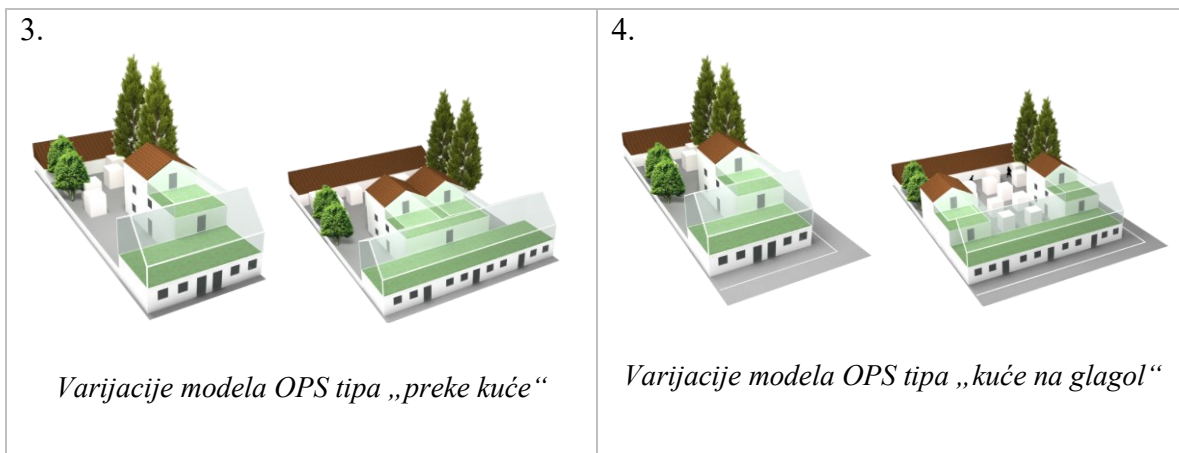 3.
Varijacije modela OPS tipa „preke kuće“
4.
Varijacije modela OPS tipa „kuće na glagol“